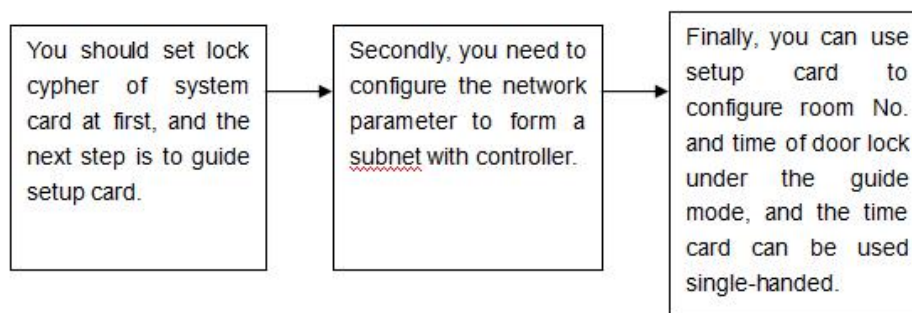 You should set lock
cypher of system
card at first, and the
next step is to guide
setup card.
Secondly, you need to
configure the network
parameter to form a
subnet with controller.
Finally, you can use
setup card to
configure room No.
and time of door lock
under the guide
mode, and the time
card can be used
single-handed.